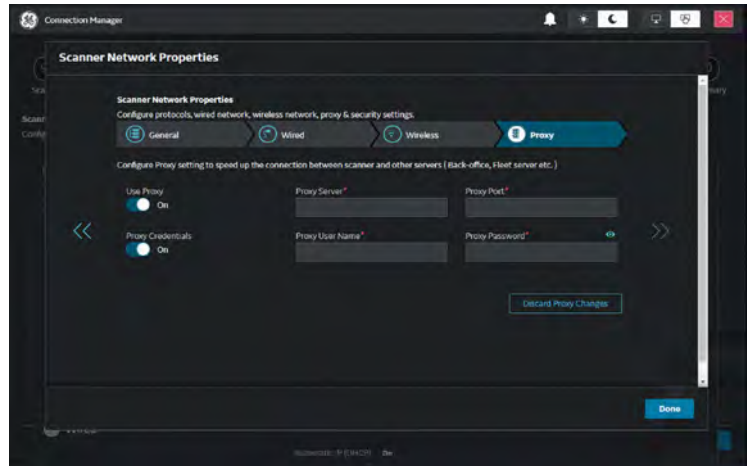 Connection Manager
Scanner Network Properties
Scanner Network Properties
Configure protocols, wired network, wireless network, proxy & security settings.
General Wired Wireless Proxy
Configure Proxy setting to speed up the connection between scanner and other servers ( Back-office, Fleet server etc. )
Use Proxy Proxy Server* Proxy Port*
On
Proxy Credentials Proxy User Name* Proxy Password*
On
Discard Proxy Changes
Done